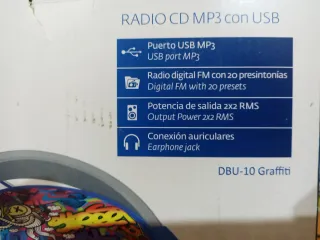 RADIO CD MP3 con USB
Puerto USB MP3
USB port MP3
Radio digital FM con 20 presintonías
Digital FM with 20 presets
Potencia de salida 2x2 RMS
Output Power 2x2 RMS
Conexión auriculares
Earphone jack
DBU-10 Graffiti